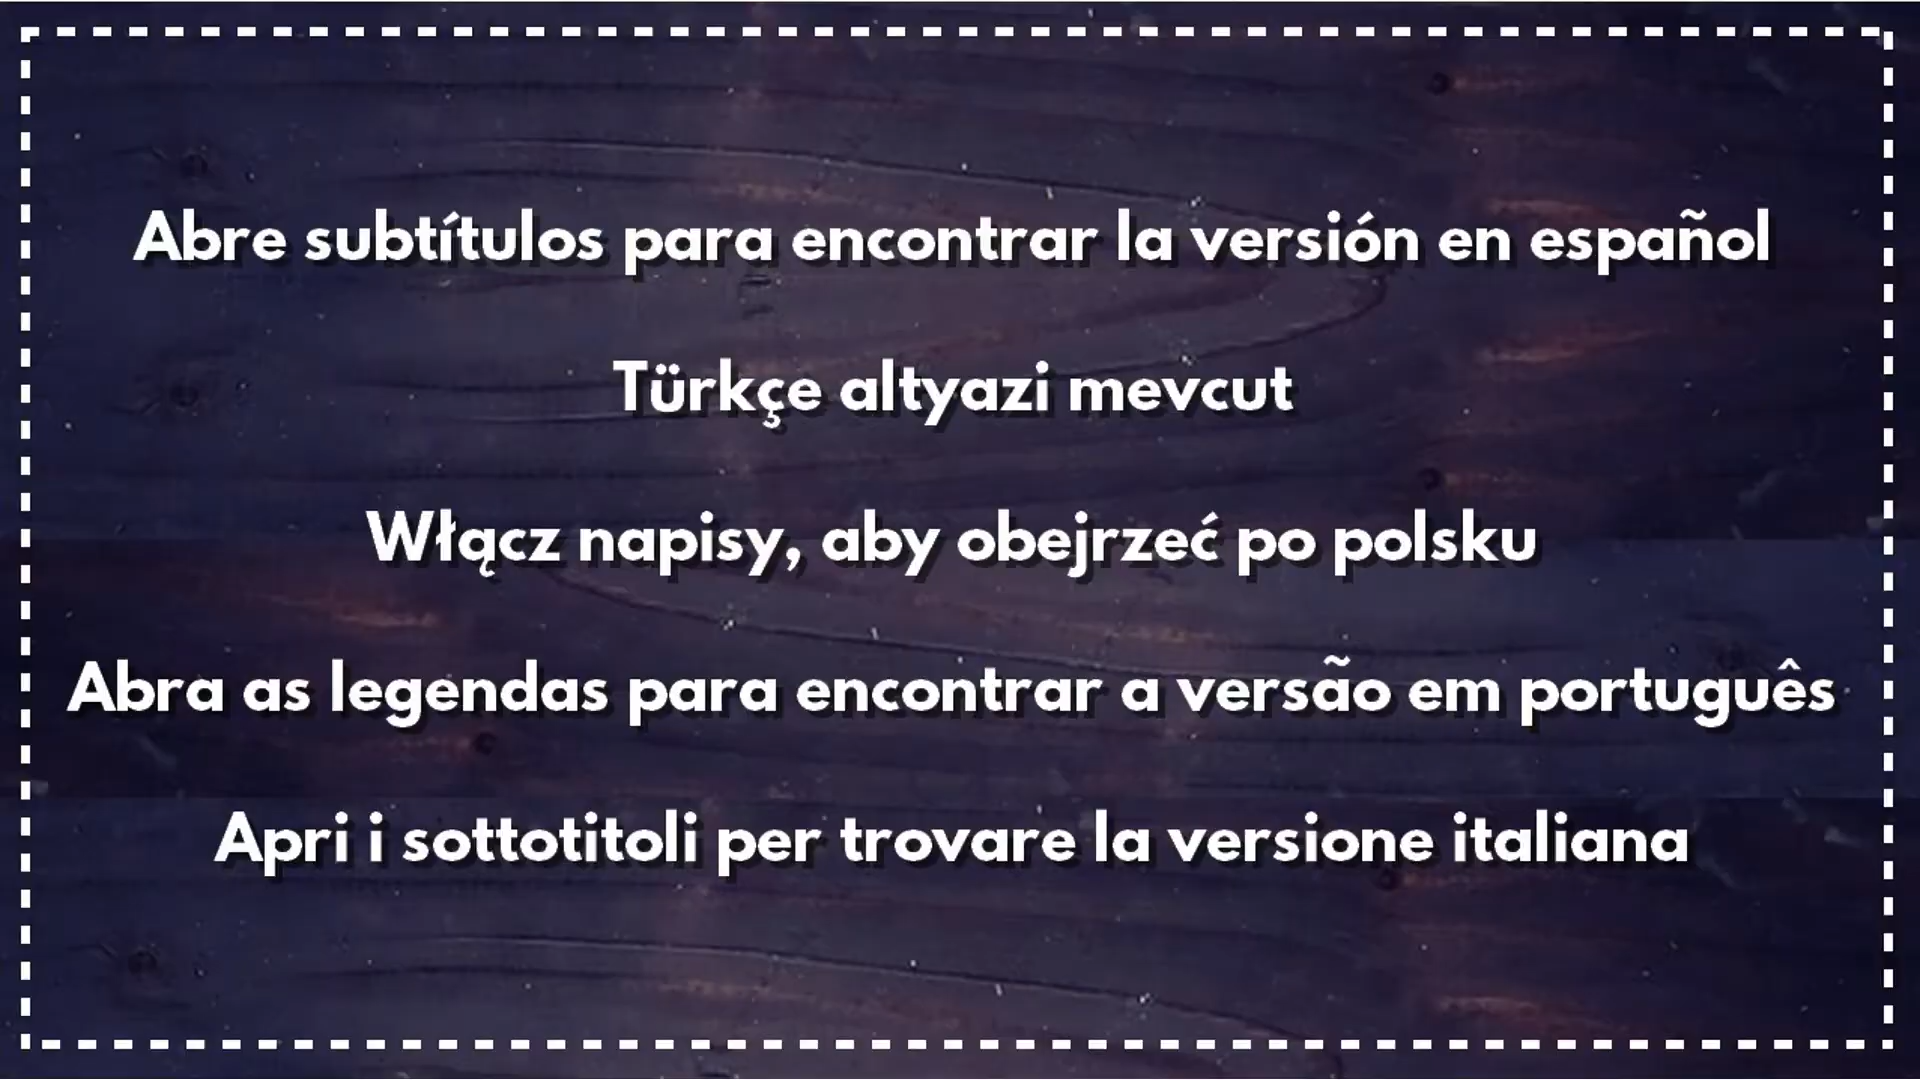 Abre subtítulos para encontrar la versión en español
Türkçe altyazi mevcut
Włącz napisy, aby obejrzeć po polsku
Abra as legendas para encontrar a versão em português
Apri i sottotitoli per trovare la versione italiana